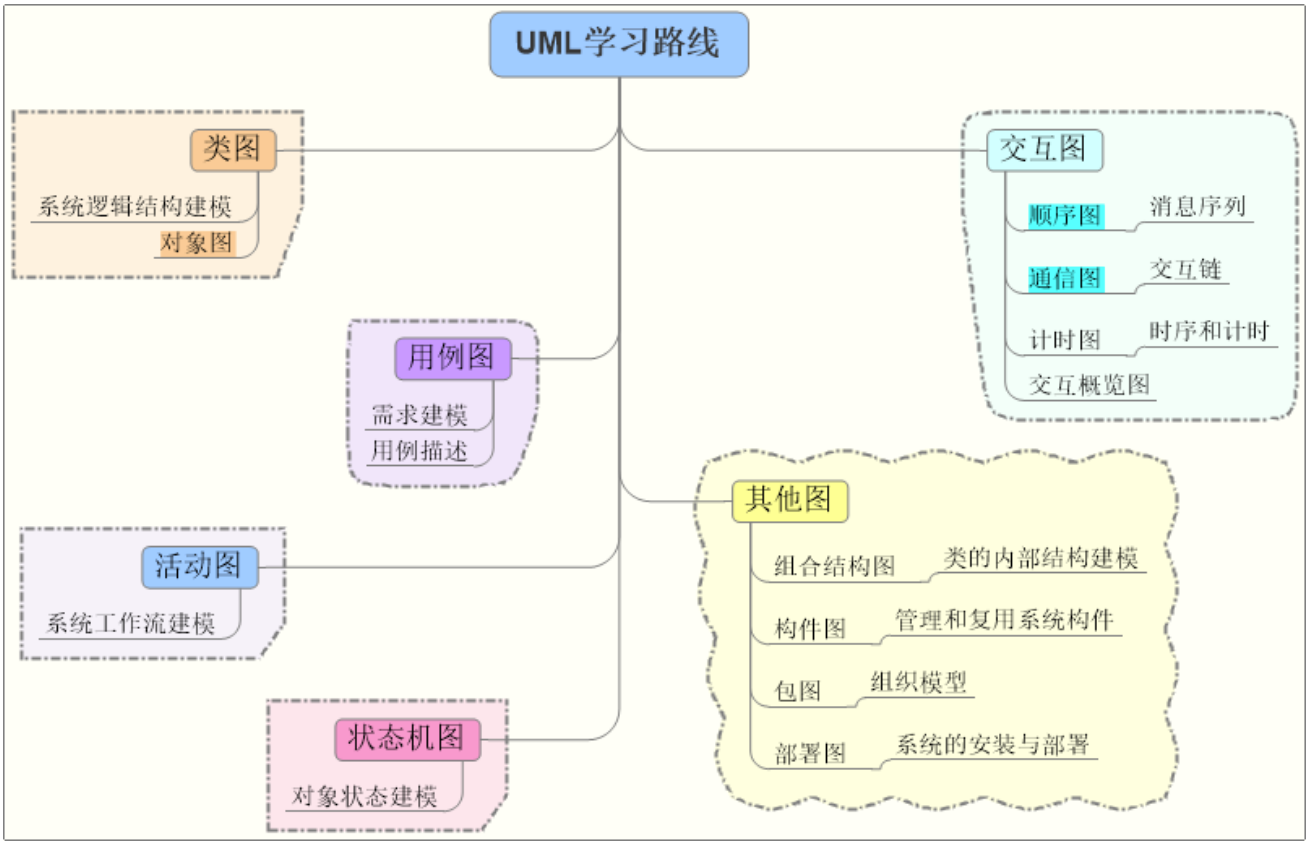 UML学习路线
类图
系统逻辑结构建模
对象图
用例图
需求建模
用例描述
活动图
系统工作流建模
状态机图
对象状态建模
交互图
顺序图 消息序列
通信图 交互链
计时图 时序和计时
交互概览图
其他图
组合结构图 类的内部结构建模
构件图 管理和复用系统构件
包图 组织模型
部署图 系统的安装与部署